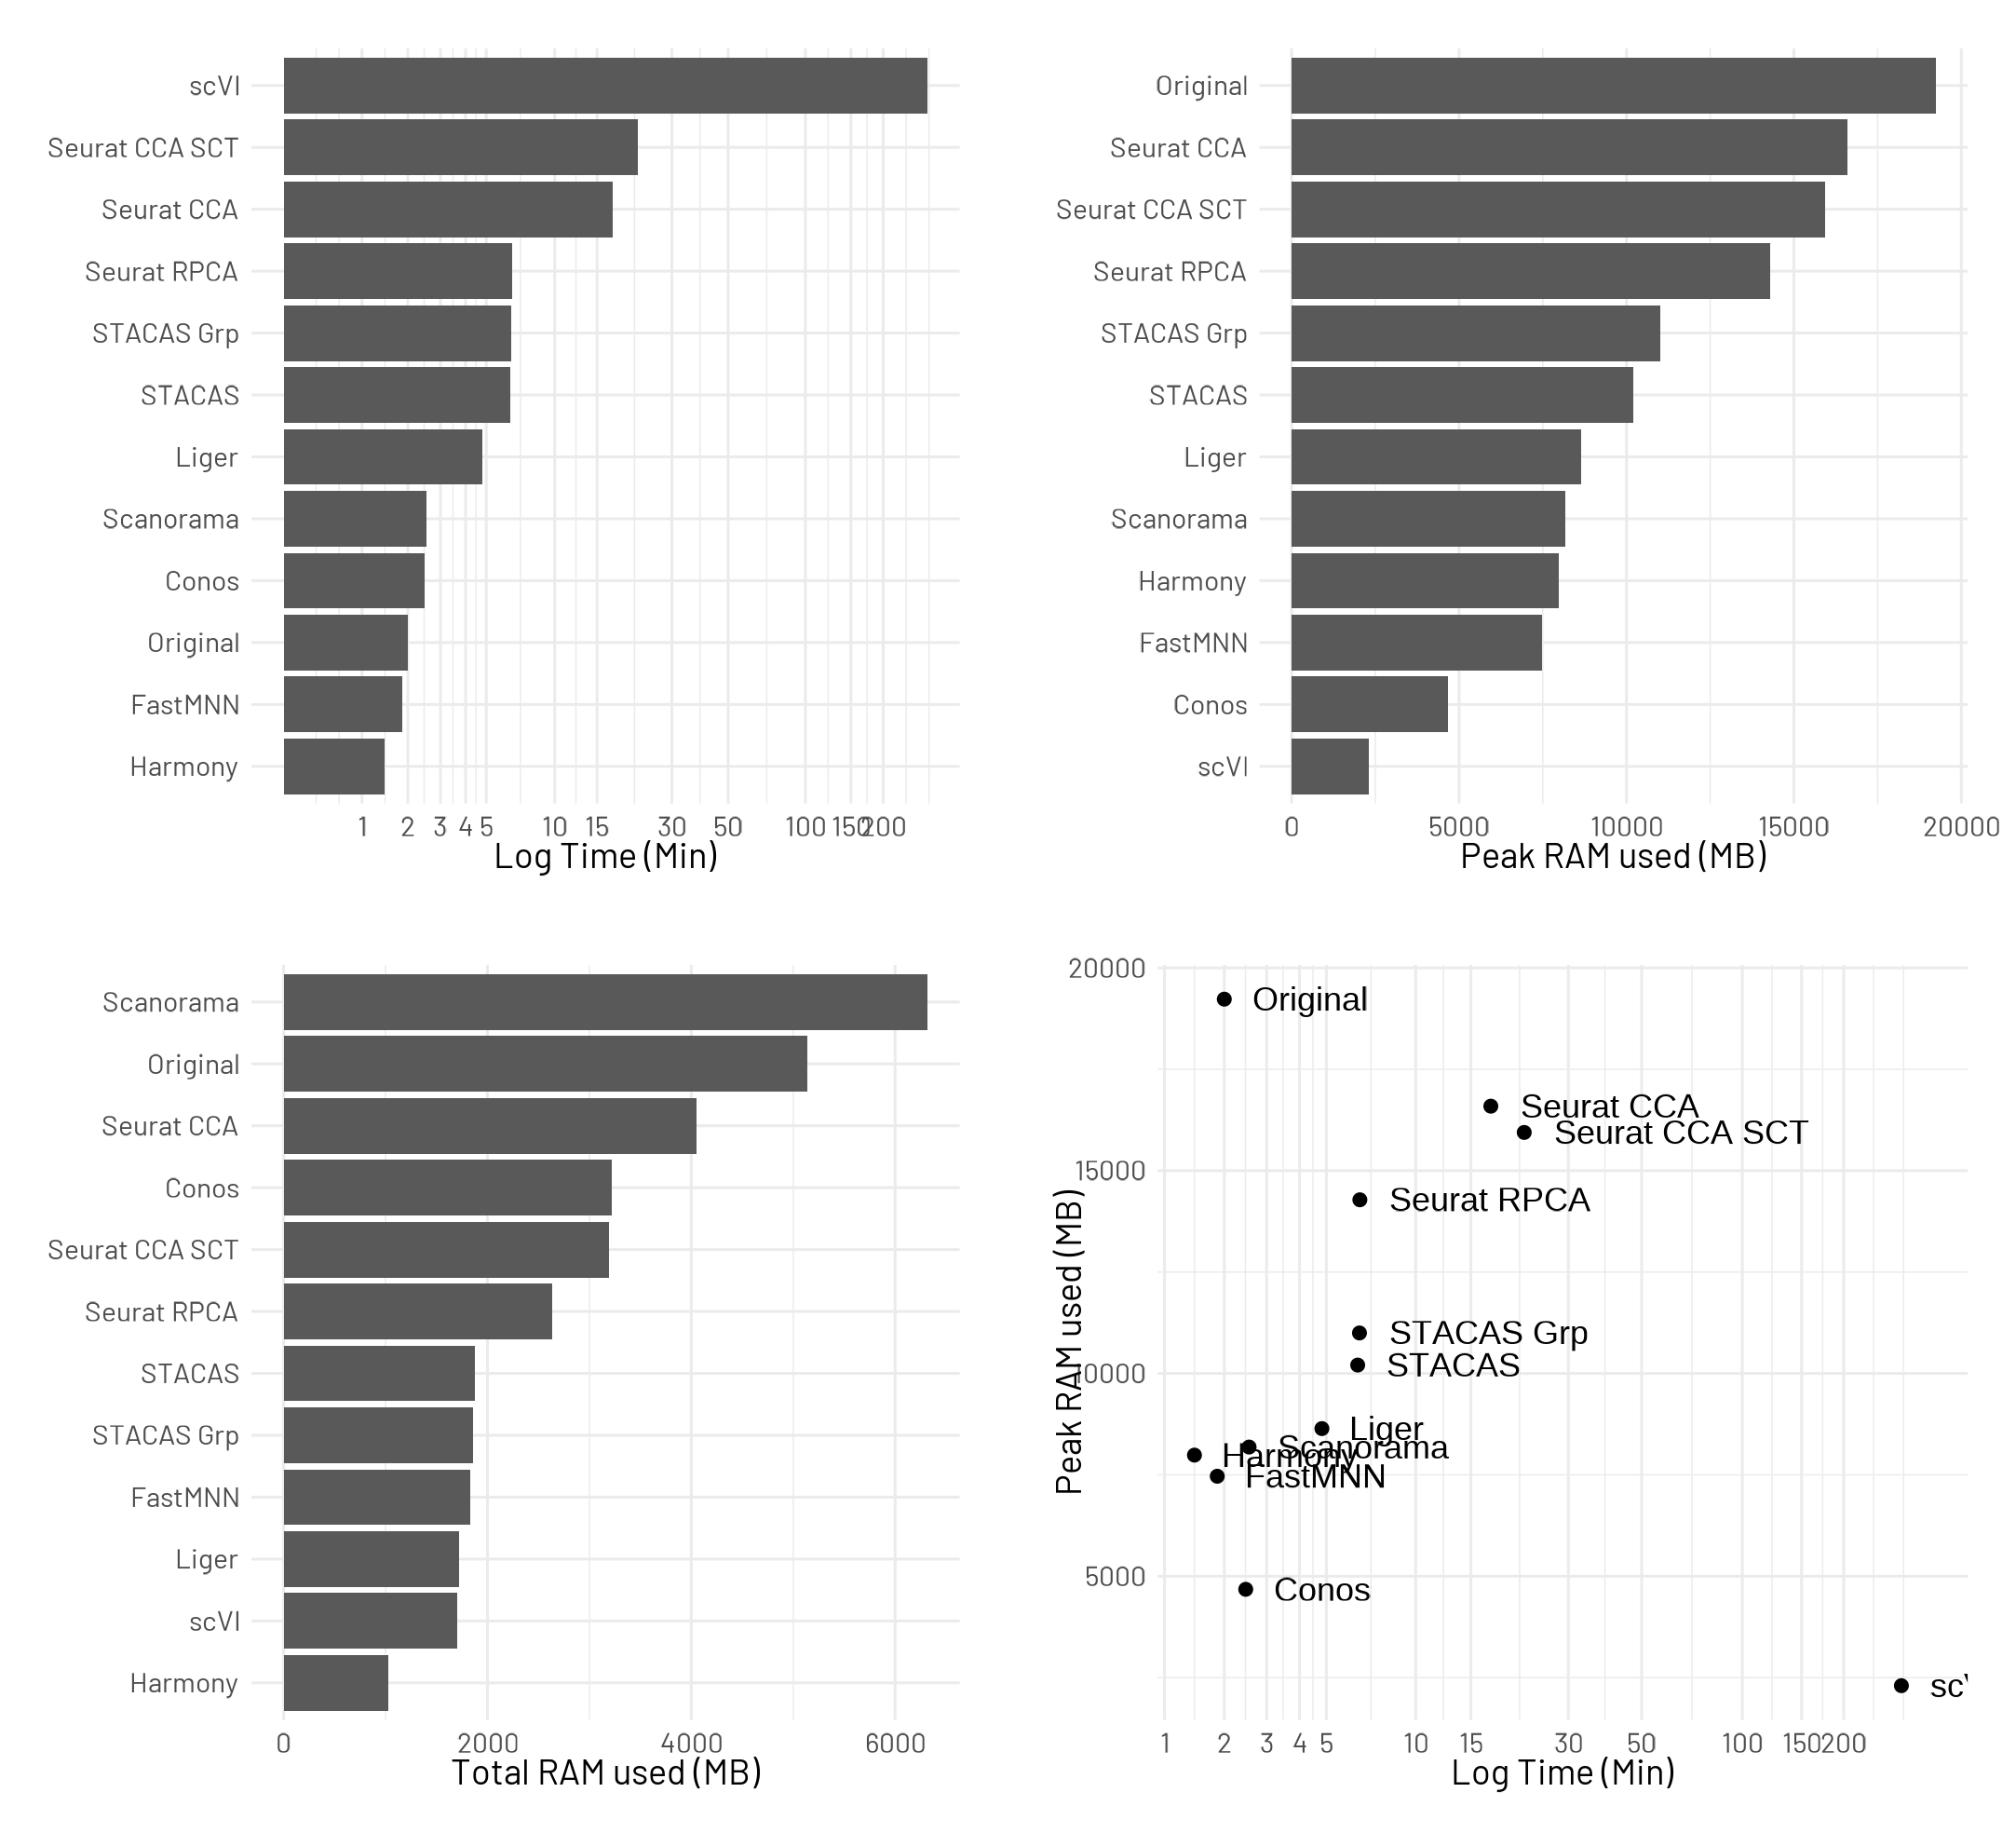 scVI
Seurat CCA SCT
Seurat CCA
Seurat RPCA
STACAS Grp
STACAS
Liger
Scanorama
Conos
Original
FastMNN
Harmony
1 2 3 4 5 10 15 30 50 100 150 200
Log Time (Min)
Original
Seurat CCA
Seurat CCA SCT
Seurat RPCA
STACAS Grp
STACAS
Liger
Scanorama
Harmony
FastMNN
Conos
scVI
0 5000 10000 15000 20000
Peak RAM used (MB)
Scanorama
Original
Seurat CCA
Conos
Seurat CCA SCT
Seurat RPCA
STACAS
STACAS Grp
FastMNN
Liger
scVI
Harmony
0 2000 4000 6000
Total RAM used (MB)
20000
15000
10000
5000
Peak RAM used (MB)
Original
Seurat CCA
Seurat CCA SCT
Seurat RPCA
STACAS Grp
STACAS
Liger
Scanorama
Harmony
FastMNN
Conos
1 2 3 4 5 10 15 30 50 100 150 200
Log Time (Min)